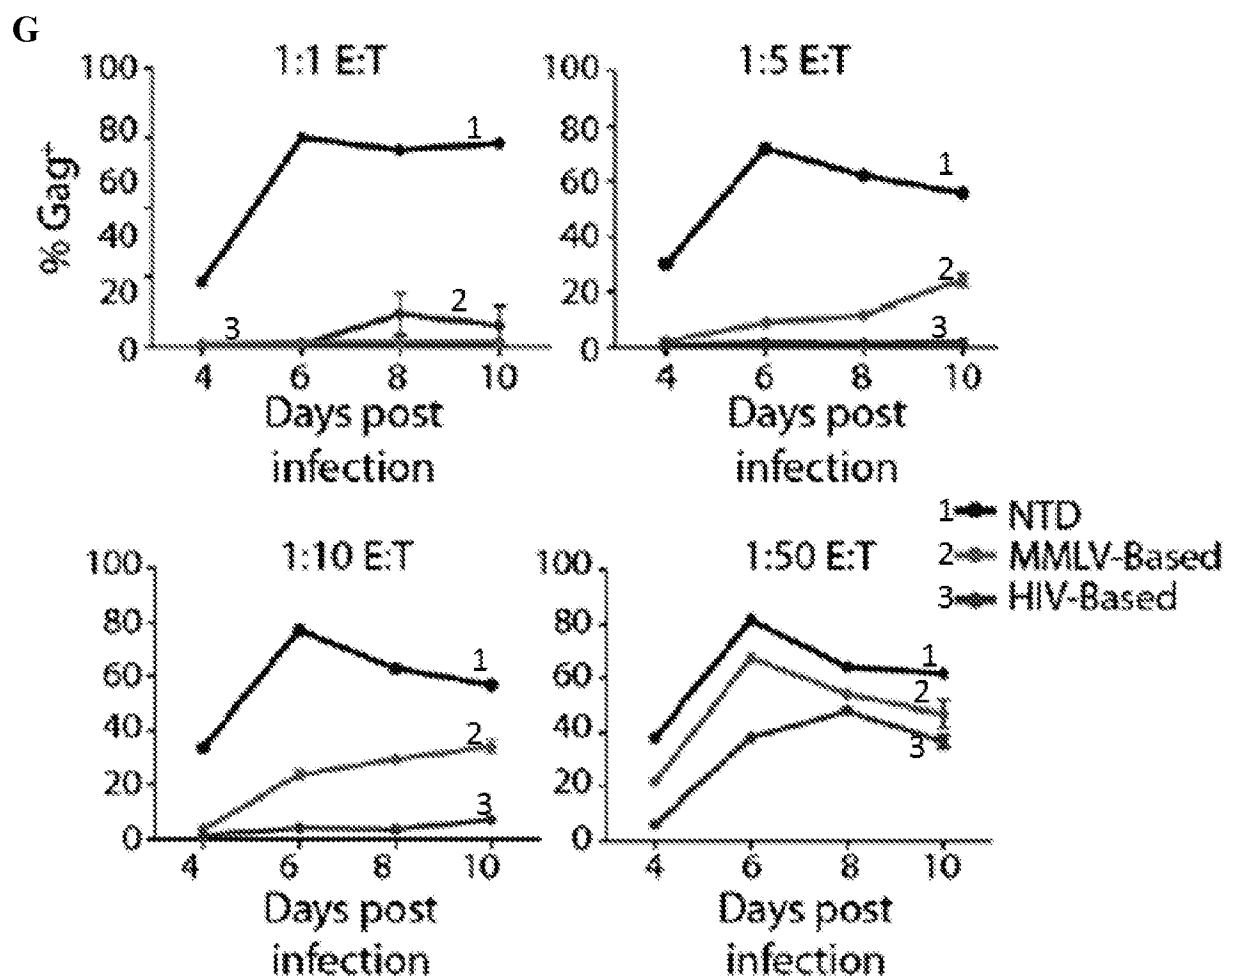 G
1:1 E:T
1:5 E:T
% Gag+
100
80
60
40
20
0
1
2
3
4 6 8 10
Days post
infection
100
80
60
40
20
0
1
2
3
4 6 8 10
Days post
infection
1:10 E:T
100
80
60
40
20
0
1
2
3
4 6 8 10
Days post
infection
1:50 E:T
100
80
60
40
20
0
1
2
3
4 6 8 10
Days post
infection
1 NTD
2 MMLV-Based
3 HIV-Based